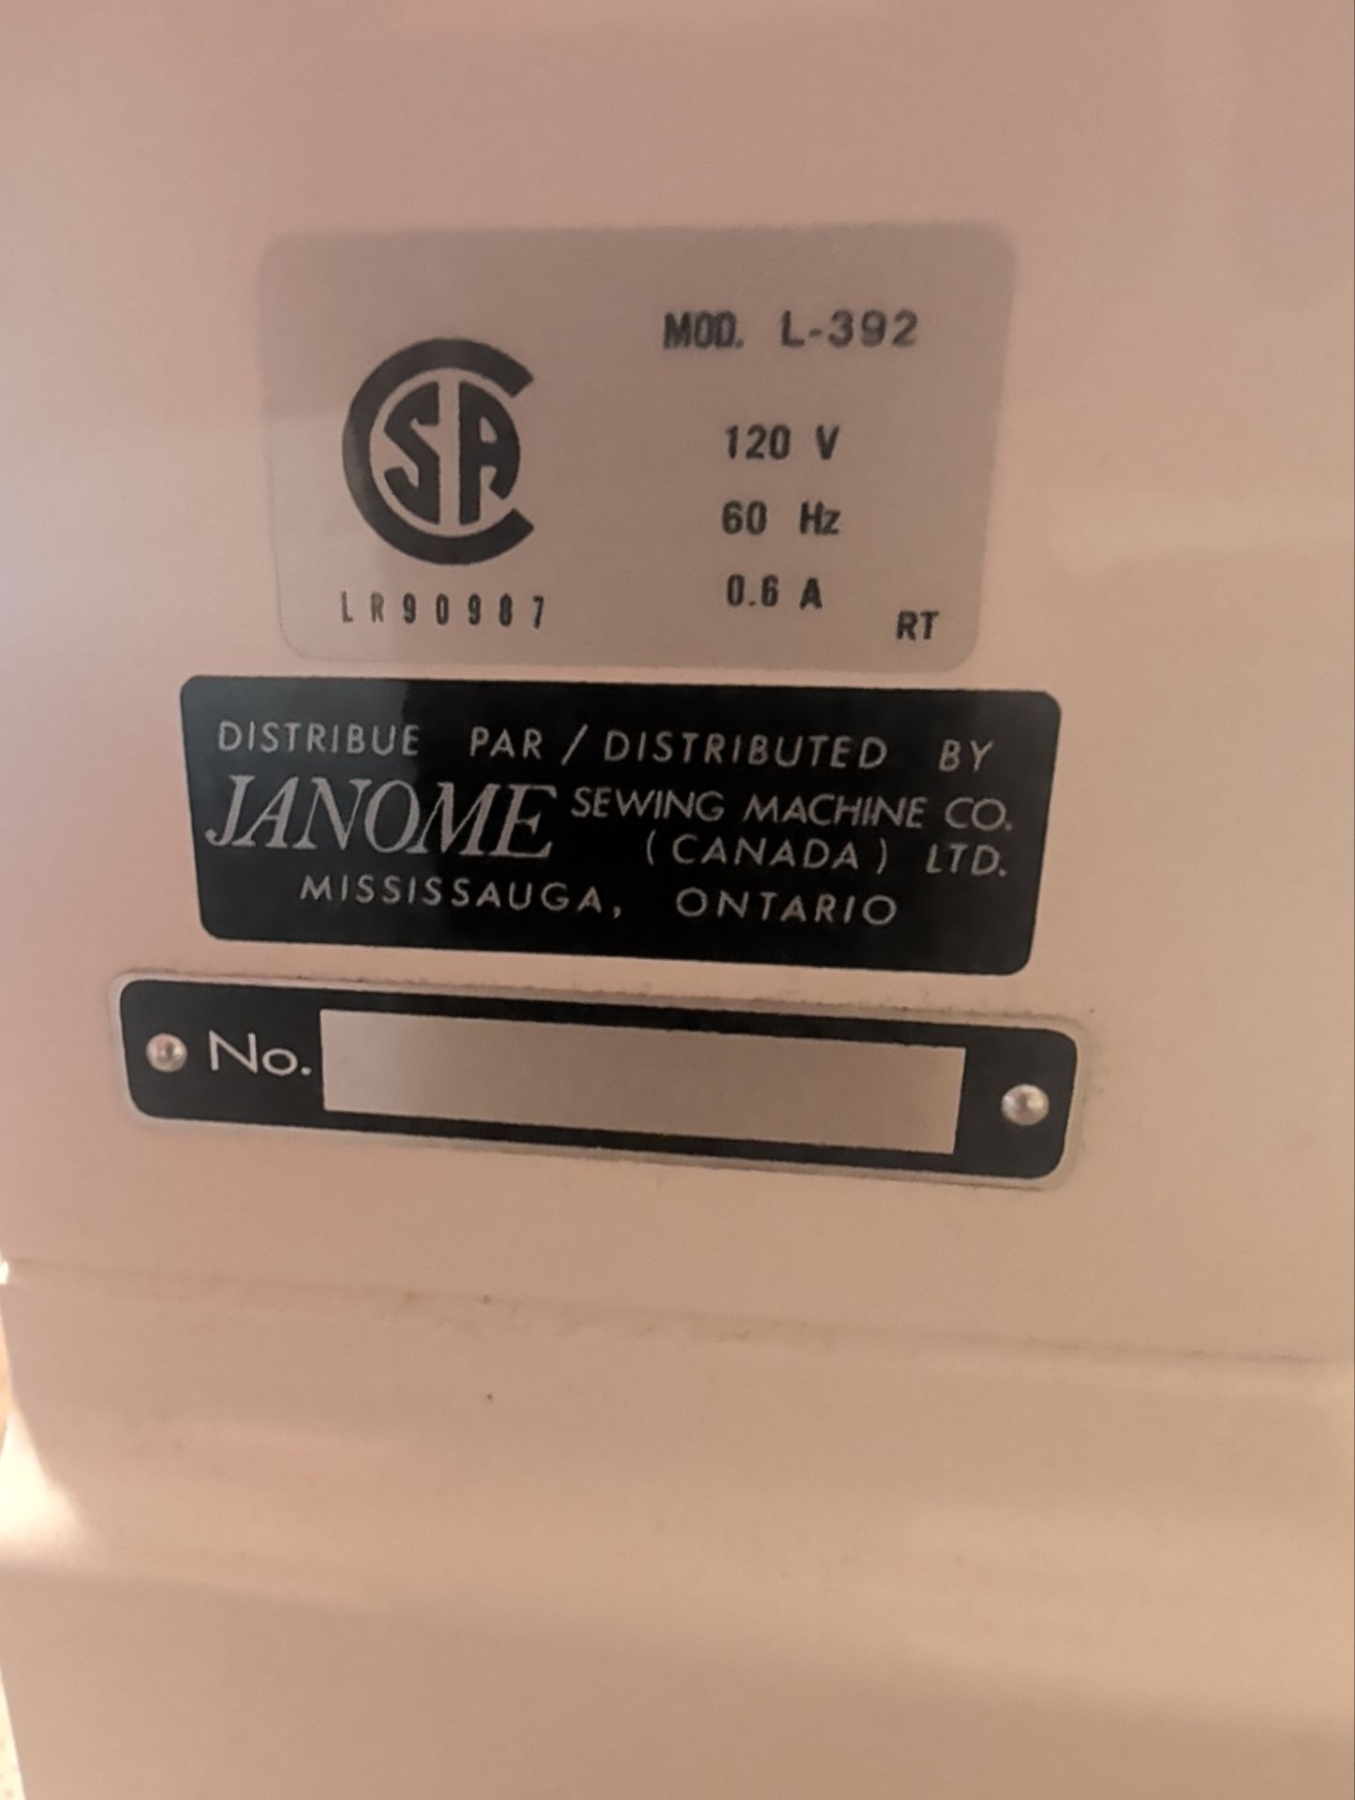 MOD. L-392
CSA
120 V
60 Hz
0.6 A
LR90987
RT
DISTRIBUE PAR / DISTRIBUTED BY
JANOME SEWING MACHINE CO.
(CANADA) LTD.
MISSISSAUGA, ONTARIO
No.